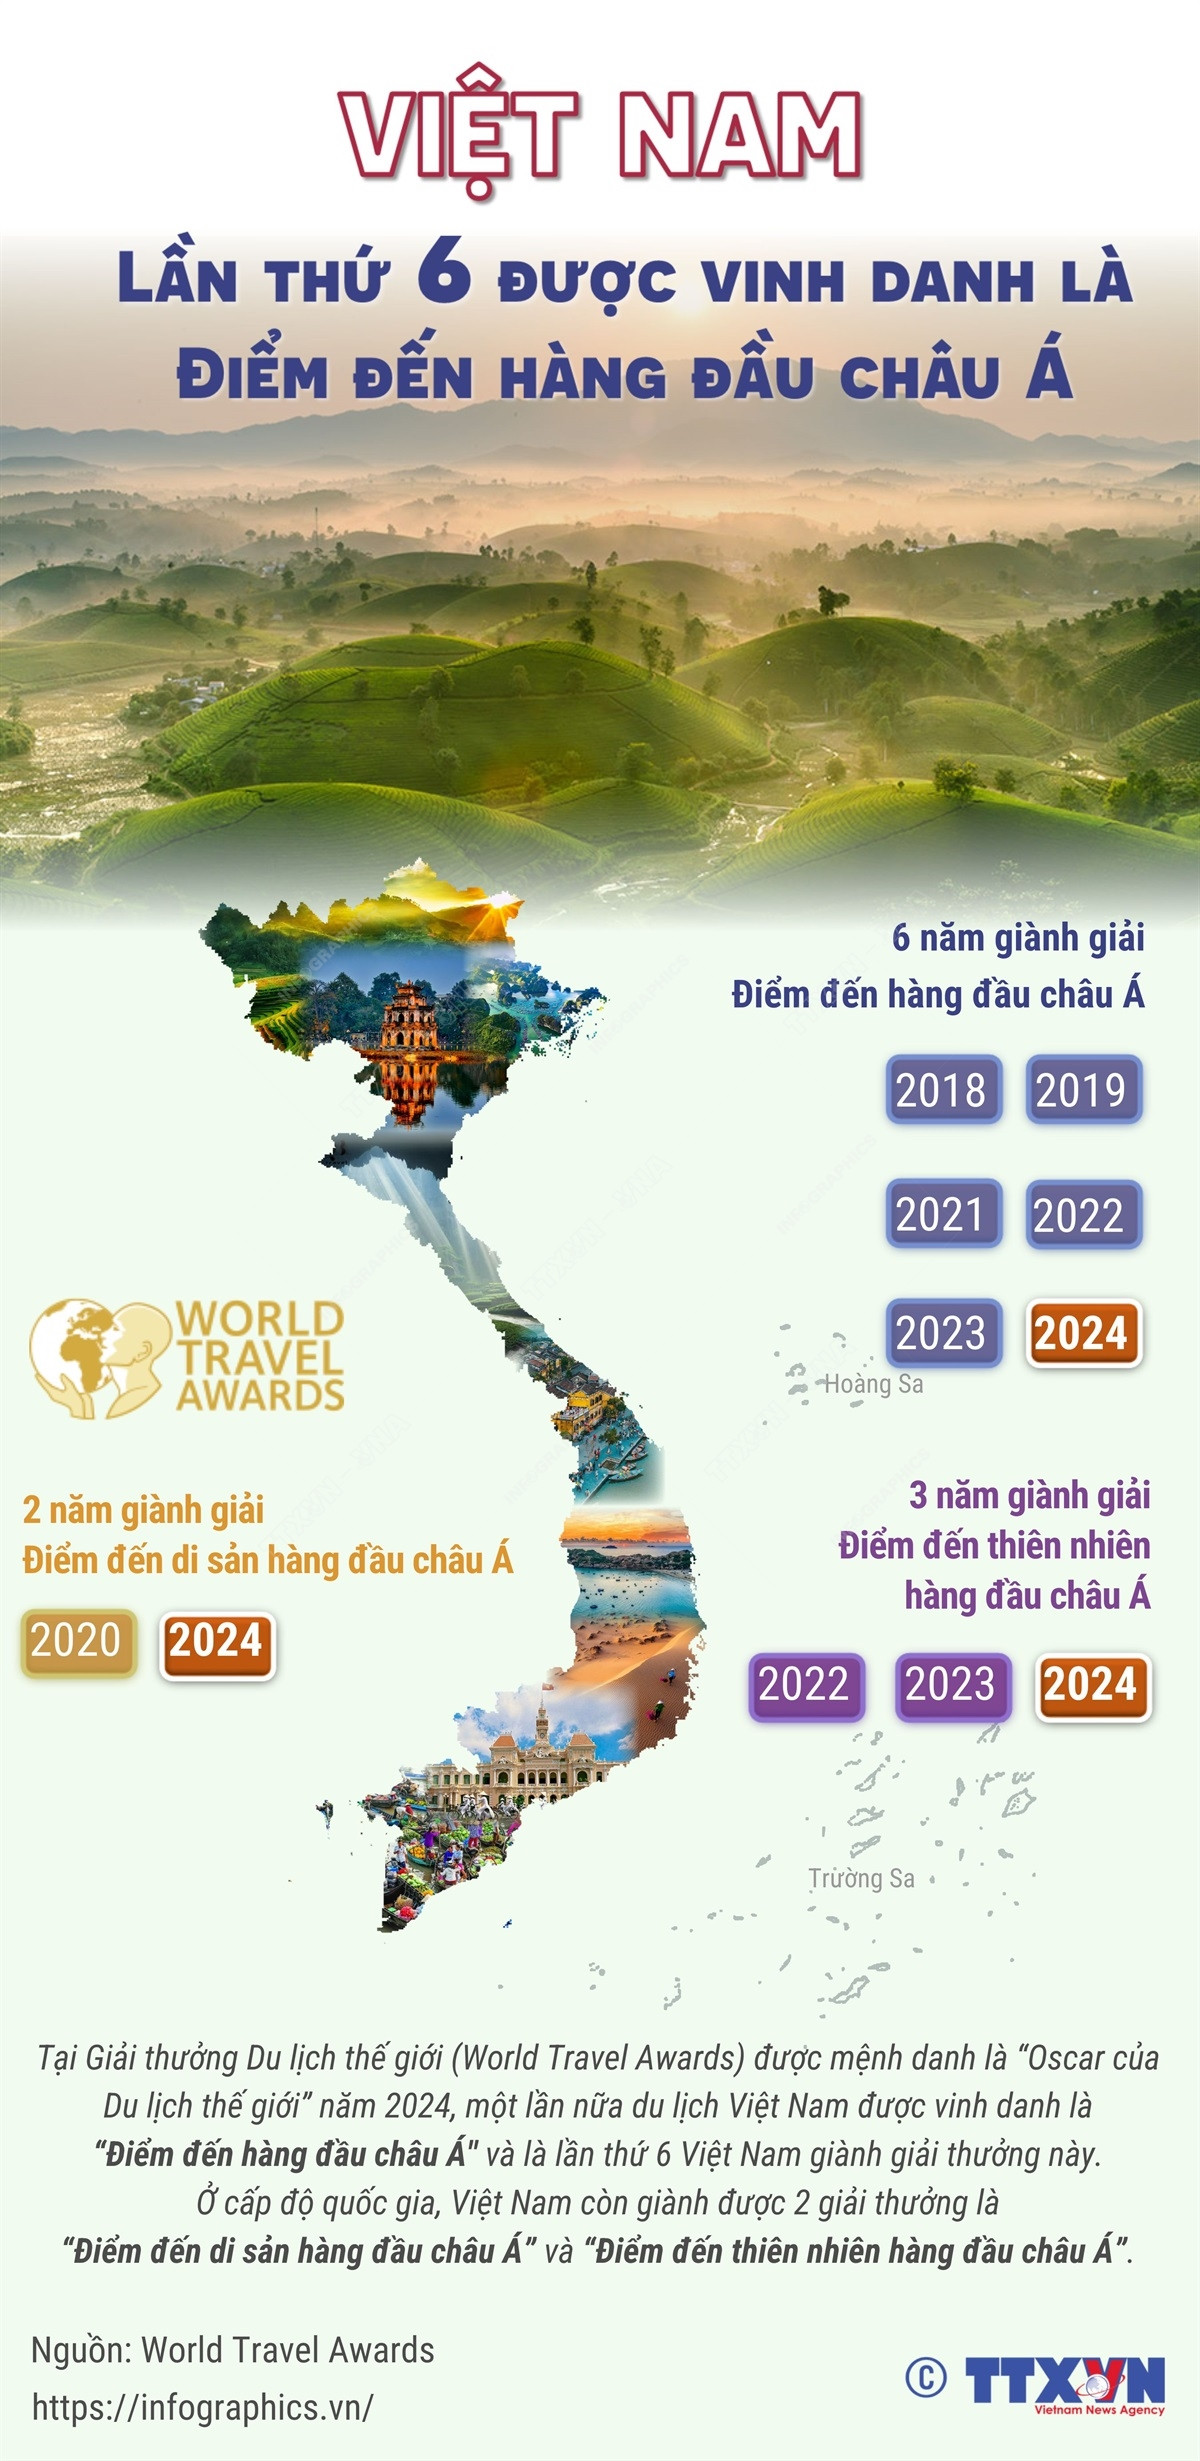 VIỆT NAM
LẦN THỨ 6 ĐƯỢC VINH DANH LÀ
ĐIỂM ĐẾN HÀNG ĐẦU CHÂU Á
6 năm giành giải
Điểm đến hàng đầu châu Á
2018 2019
2021 2022
2023 2024
Hoàng Sa
WORLD
TRAVEL
AWARDS
2 năm giành giải
Điểm đến di sản hàng đầu châu Á
2020 2024
3 năm giành giải
Điểm đến thiên nhiên
hàng đầu châu Á
2022 2023 2024
Trường Sa
Tại Giải thưởng Du lịch thế giới (World Travel Awards) được mệnh danh là “Oscar của
Du lịch thế giới” năm 2024, một lần nữa du lịch Việt Nam được vinh danh là
“Điểm đến hàng đầu châu Á" và là lần thứ 6 Việt Nam giành giải thưởng này.
Ở cấp độ quốc gia, Việt Nam còn giành được 2 giải thưởng là
“Điểm đến di sản hàng đầu châu Á” và “Điểm đến thiên nhiên hàng đầu châu Á”.
Nguồn: World Travel Awards
https://infographics.vn/
© TTXVN
Vietnam News Agency